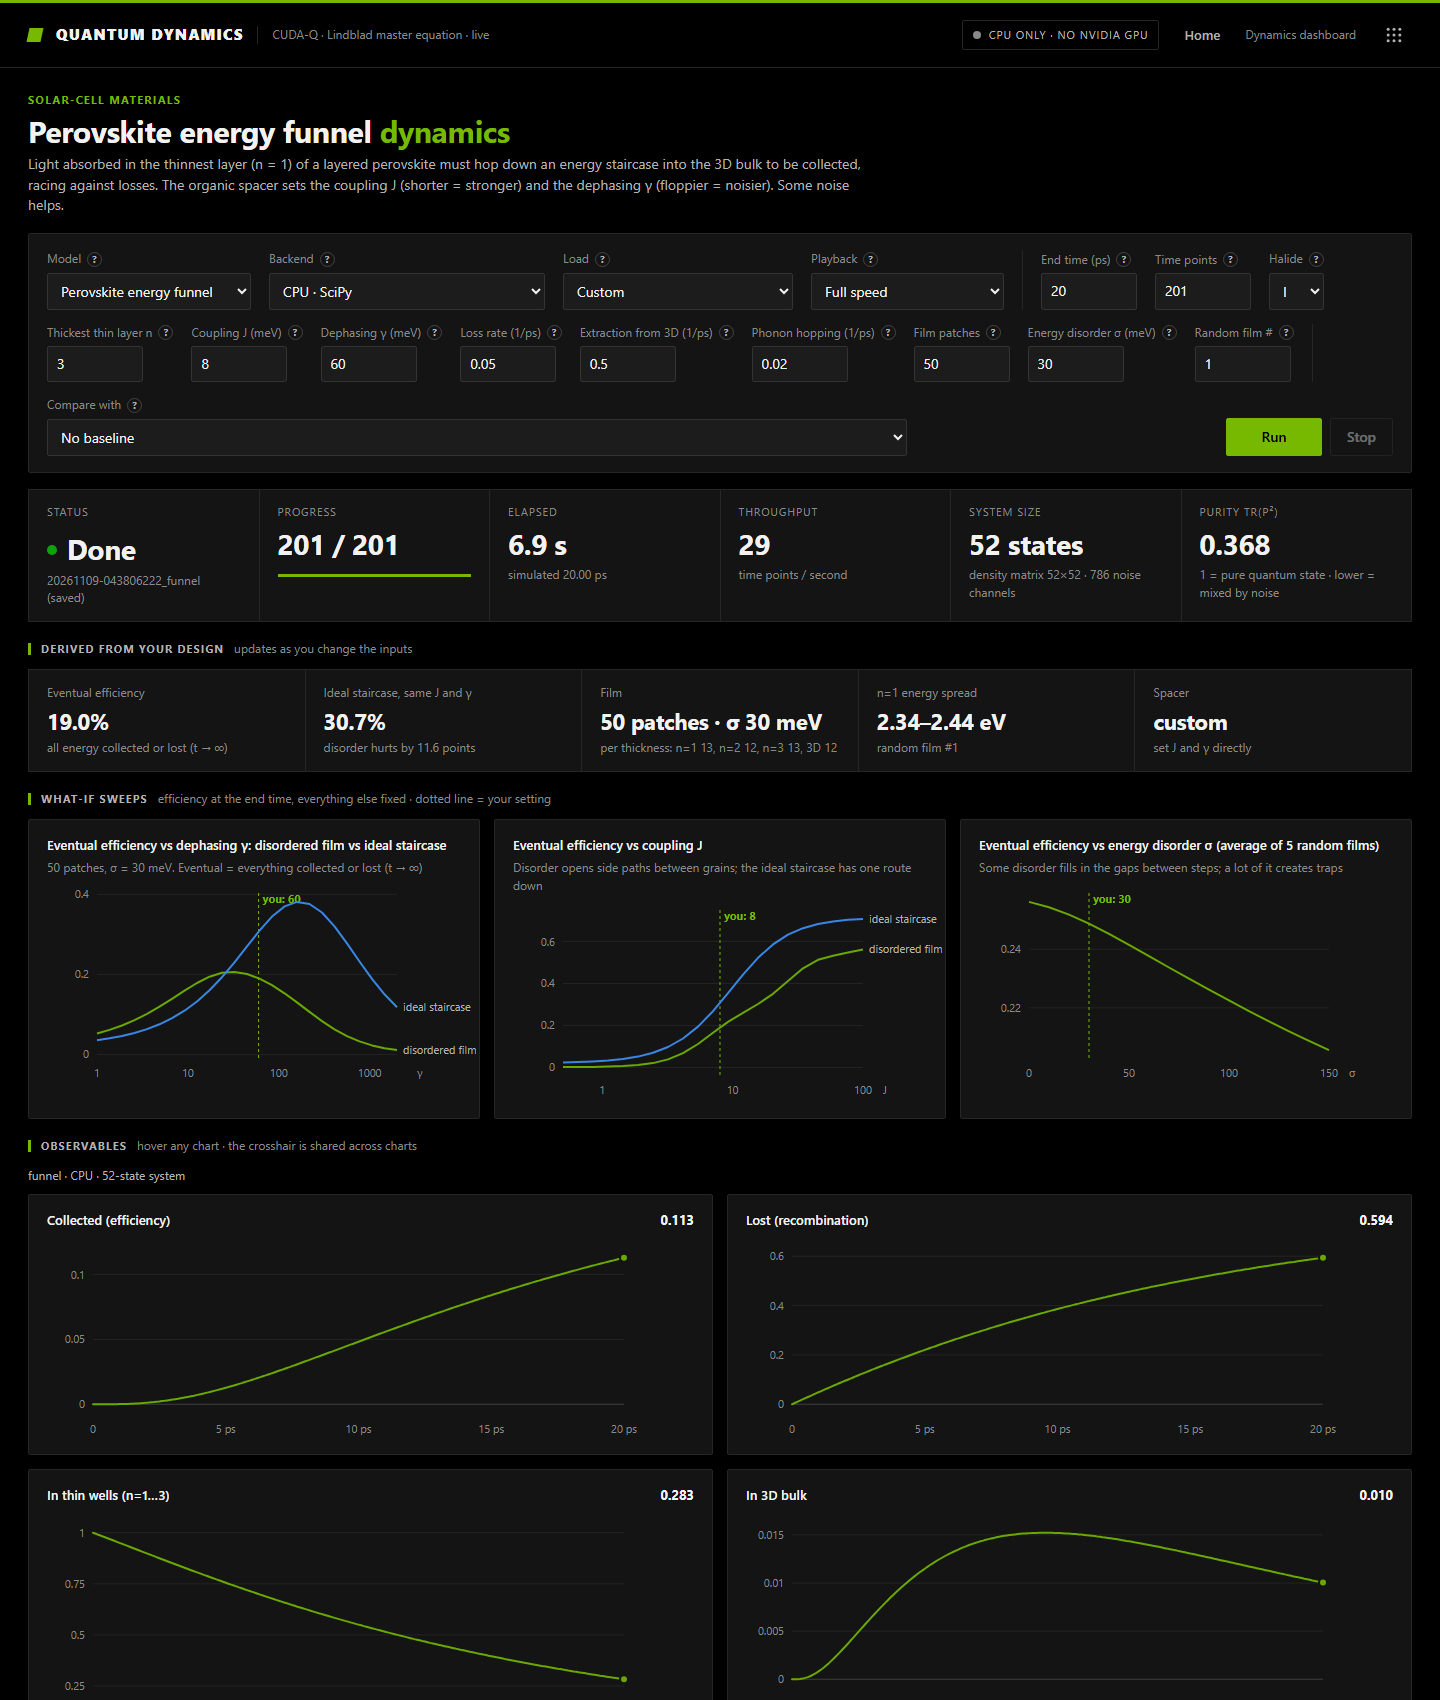 QUANTUM DYNAMICS
CUDA-Q · Lindblad master equation · live
CPU ONLY · NO NVIDIA GPU
Home
Dynamics dashboard
SOLAR-CELL MATERIALS
Perovskite energy funnel dynamics
Light absorbed in the thinnest layer (n = 1) of a layered perovskite must hop down an energy staircase into the 3D bulk to be collected,
racing against losses. The organic spacer sets the coupling J (shorter = stronger) and the dephasing γ (floppier = noisier). Some noise
helps.
Model ?
Backend ?
Load ?
Playback ?
End time (ps) ?
Time points ?
Halide ?
Perovskite energy funnel
CPU · SciPy
Custom
Full speed
20
201
I
Thickest thin layer n ?
Coupling J (meV) ?
Dephasing γ (meV) ?
Loss rate (1/ps) ?
Extraction from 3D (1/ps) ?
Phonon hopping (1/ps) ?
Film patches ?
Energy disorder σ (meV) ?
Random film # ?
3
8
60
0.05
0.5
0.02
50
30
1
Compare with ?
No baseline
Run
Stop
STATUS
Done
20261109-043806222_funnel
(saved)
PROGRESS
201 / 201
ELAPSED
6.9 s
simulated 20.00 ps
THROUGHPUT
29
time points / second
SYSTEM SIZE
52 states
density matrix 52×52 · 786 noise
channels
PURITY TR(Ρ²)
0.368
1 = pure quantum state · lower =
mixed by noise
DERIVED FROM YOUR DESIGN
updates as you change the inputs
Eventual efficiency
19.0%
all energy collected or lost (t → ∞)
Ideal staircase, same J and γ
30.7%
disorder hurts by 11.6 points
Film
50 patches · σ 30 meV
per thickness: n=1 13, n=2 12, n=3 13, 3D 12
n=1 energy spread
2.34–2.44 eV
random film #1
Spacer
custom
set J and γ directly
WHAT-IF SWEEPS
efficiency at the end time, everything else fixed · dotted line = your setting
Eventual efficiency vs dephasing γ: disordered film vs ideal staircase
50 patches, σ = 30 meV. Eventual = everything collected or lost (t → ∞)
0.4
you: 60
0.2
ideal staircase
disordered film
0
1
10
100
1000
γ
Eventual efficiency vs coupling J
Disorder opens side paths between grains; the ideal staircase has one route
down
you: 8
ideal staircase
disordered film
0.6
0.4
0.2
0
1
10
100
J
Eventual efficiency vs energy disorder σ (average of 5 random films)
Some disorder fills in the gaps between steps; a lot of it creates traps
you: 30
0.24
0.22
0
50
100
150
σ
OBSERVABLES
hover any chart · the crosshair is shared across charts
funnel · CPU · 52-state system
Collected (efficiency)
0.113
0.1
0.05
0
0
5 ps
10 ps
15 ps
20 ps
Lost (recombination)
0.594
0.6
0.4
0.2
0
0
5 ps
10 ps
15 ps
20 ps
In thin wells (n=1...3)
0.283
1
0.75
0.5
0.25
In 3D bulk
0.010
0.015
0.01
0.005
0